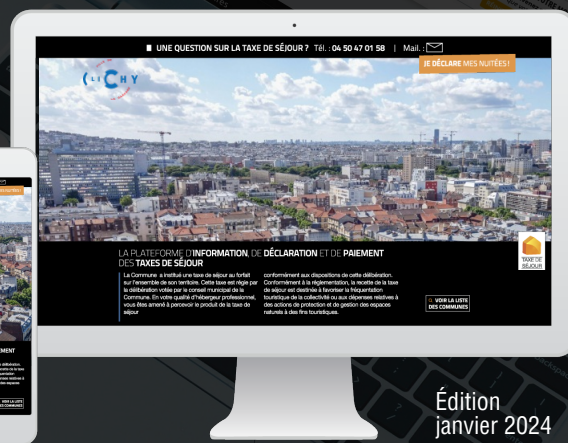 ■ UNE QUESTION SUR LA TAXE DE SÉJOUR ? Tél. : 04 50 47 01 58 | Mail. :
JE DÉCLARE MES NUITÉES !
CLICHY
LA PLATEFORME D'INFORMATION, DE DÉCLARATION ET DE PAIEMENT
DES TAXES DE SÉJOUR
La Commune a institué une taxe de séjour au forfait
sur l'ensemble de son territoire. Cette taxe est régie par
la délibération votée par le conseil municipal de la
Commune. En votre qualité d'hébergeur professionnel,
vous êtes amené à percevoir le produit de la taxe de
séjour
conformément aux dispositions de cette délibération.
Conformément à la réglementation, la recette de la taxe
de séjour est destinée à favoriser la fréquentation
touristique de la collectivité ou aux dépenses relatives à
des actions de protection et de gestion des espaces
naturels à des fins touristiques.
TAXE DE
SÉJOUR
VOIR LA LISTE
DES COMMUNES
Édition
janvier 2024